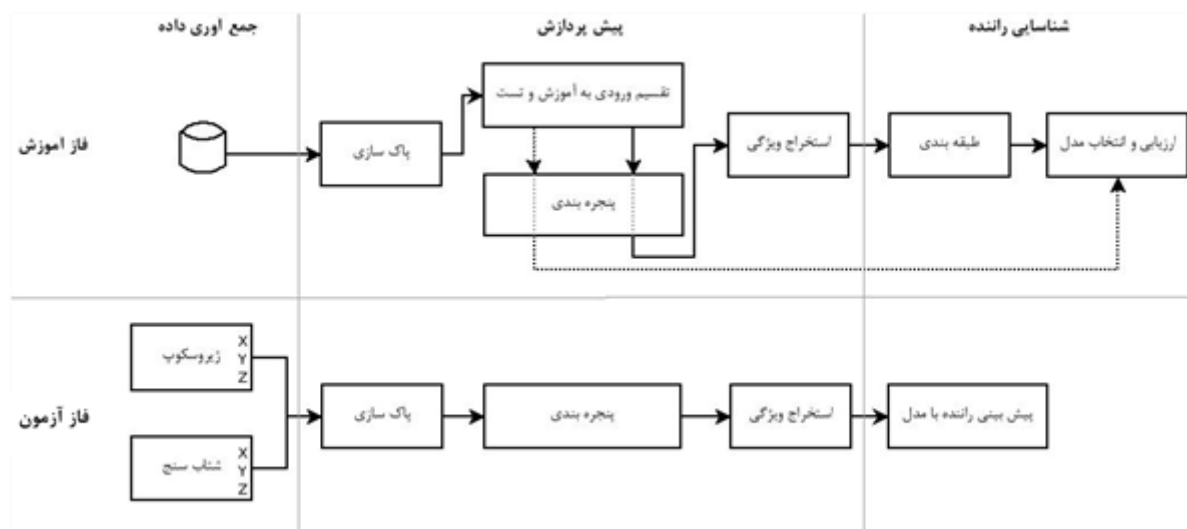 شناسایی راننده
پیش پردازش
جمع اوری داده
فاز اموزش
پاک سازی
تقسیم ورودی به آموزش و تست
پنجره بندی
استخراج ویژگی
طبقه بندی
ارزیابی و انتخاب مدل
فاز آزمون
ژیروسکوپ
X
Y
Z
شتاب سنج
X
Y
Z
پاک سازی
پنجره بندی
استخراج ویژگی
پیش بینی راننده با مدل